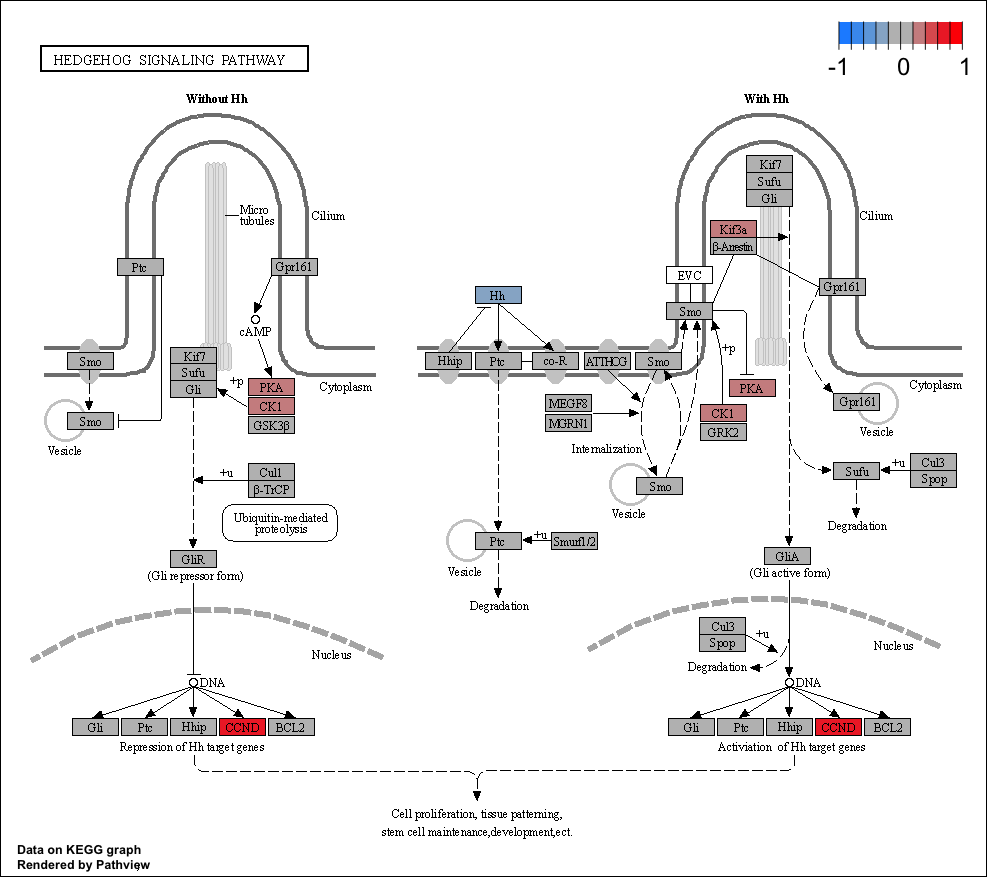 HEDGEHOG SIGNALING PATHWAY
-1 0 1
Without Hh
With Hh
Micro
tubules
Cilium
Ptc
Gpr161
cAMP
Smo
Kif7
Sufu
Gli
+p
PKA
CK1
GSK3β
Cytoplasm
Smo
Vesicle
+u
Cul1
β-TrCP
Ubiquitin-mediated
proteolysis
GliR
(Gli repressor form)
Nucleus
DNA
Gli
Ptc
Hhip
CCND
BCL2
Repression of Hh target genes
Kif7
Sufu
Gli
Cilium
Kif3a
β-Arrestin
EVC
Gpr161
Hh
Smo
Hhip
Ptc
co-R
ATTHCG
Smo
+p
PKA
Cytoplasm
MEGF8
MGRN1
CK1
GRK2
Gpr161
Vesicle
Internalization
Smo
Vesicle
Sufu
+u
Cul3
Spop
Degradation
Ptc
+u
Smurf1/2
Vesicle
Degradation
GliA
(Gli active form)
Cul3
Spop
+u
Degradation
Nucleus
DNA
Gli
Ptc
Hhip
CCND
BCL2
Activiation of Hh target genes
Cell proliferation, tissue patterning,
stem cell maintenance,development,ect.
Data on KEGG graph
Rendered by Pathview